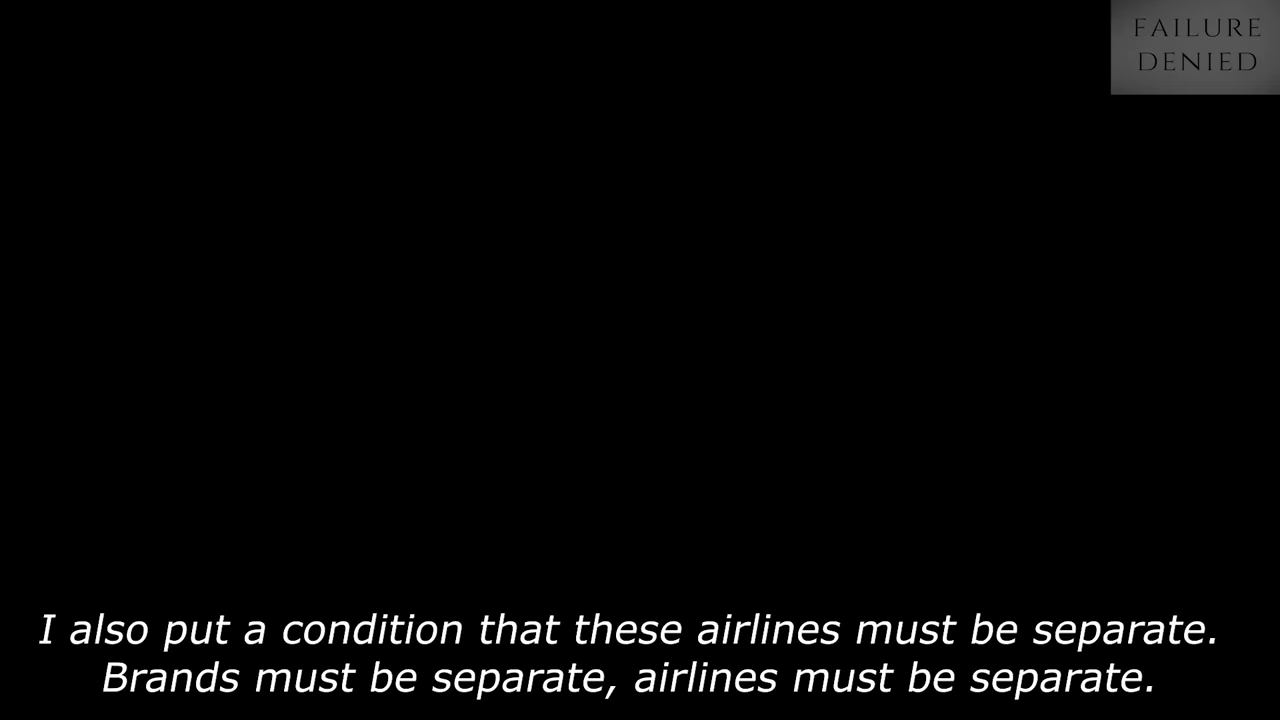 FAILURE
DENIED
I also put a condition that these airlines must be separate.
Brands must be separate, airlines must be separate.